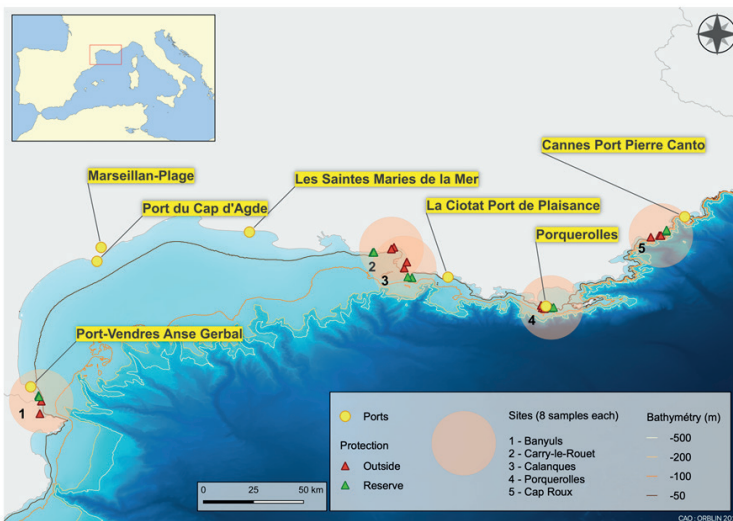 Cannes Port Pierre Canto
Marseillan-Plage
Les Saintes Maries de la Mer
Port du Cap d'Agde
La Ciotat Port de Plaisance
Porquerolles
2
3
5
4
Port-Vendres Anse Gerbal
1
Ports
Protection
Outside
Reserve
Sites (8 samples each)
1 - Banyuls
2 - Carry-le-Rouet
3 - Calanques
4 - Porquerolles
5 - Cap Roux
Bathymétry (m)
-500
-200
-100
-50
0 25 50 km
CAO : ORBLIN